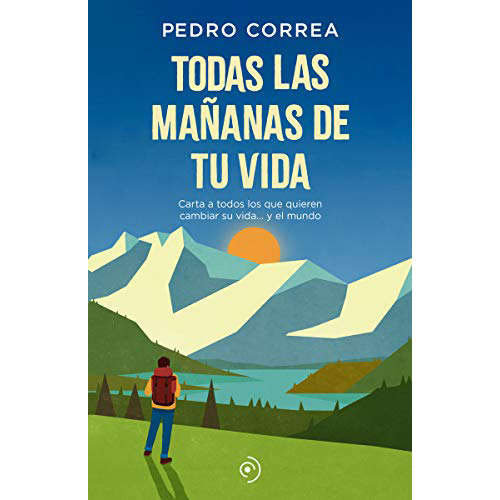 PEDRO CORREA
TODAS LAS
MAÑANAS DE
TU VIDA
Carta a todos los que quieren
cambiar su vida... y el mundo